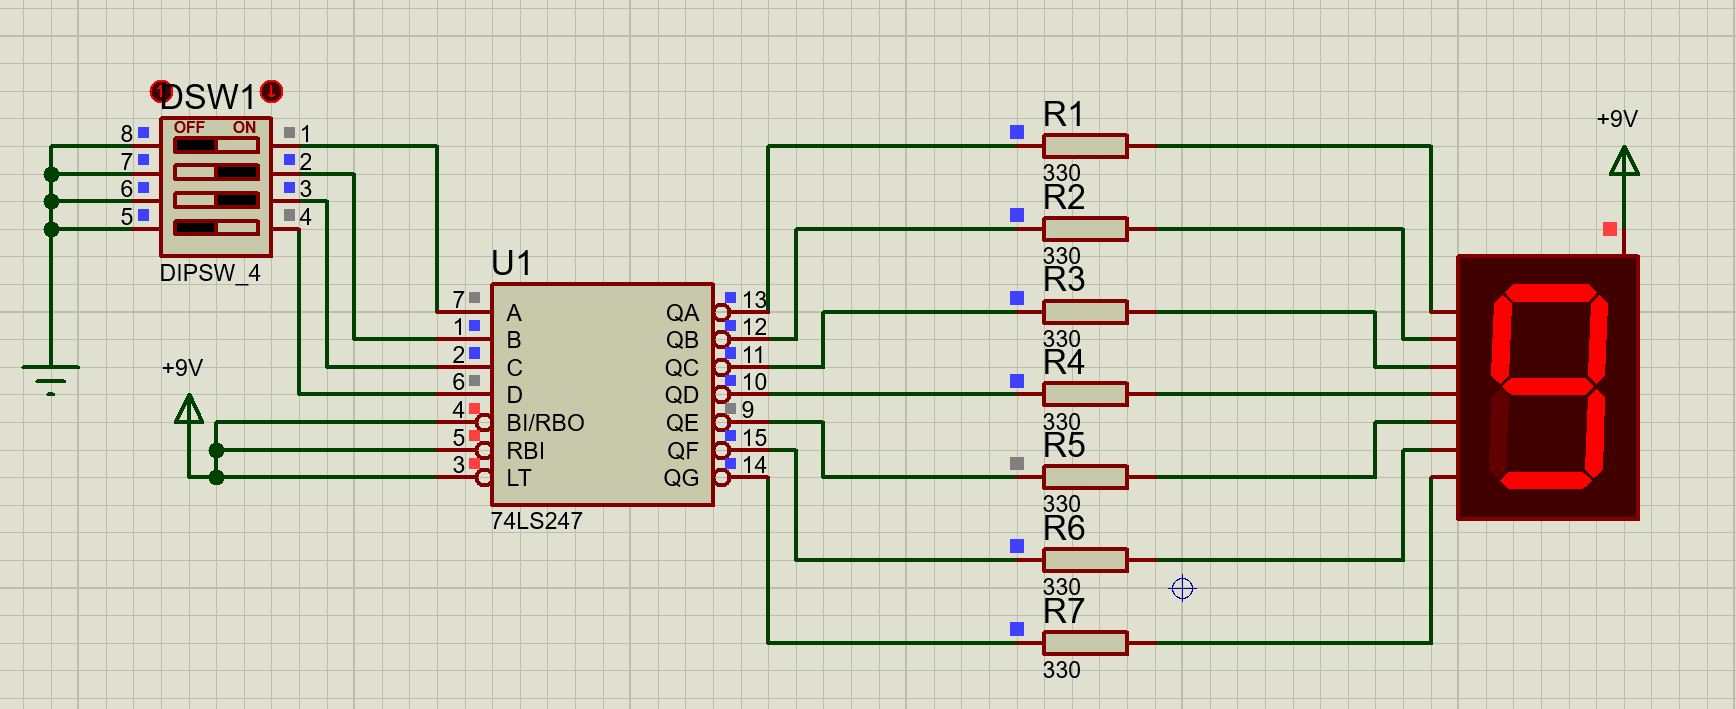 DSW1
OFF ON
8 1
7 2
6 3
5 4
DIPSW_4
+9V
U1
7 A QA 13
1 B QB 12
2 C QC 11
6 D QD 10
4 BI/RBO QE 9
5 RBI QF 15
3 LT QG 14
74LS247
R1
330
R2
330
R3
330
R4
330
R5
330
R6
330
R7
330
+9V